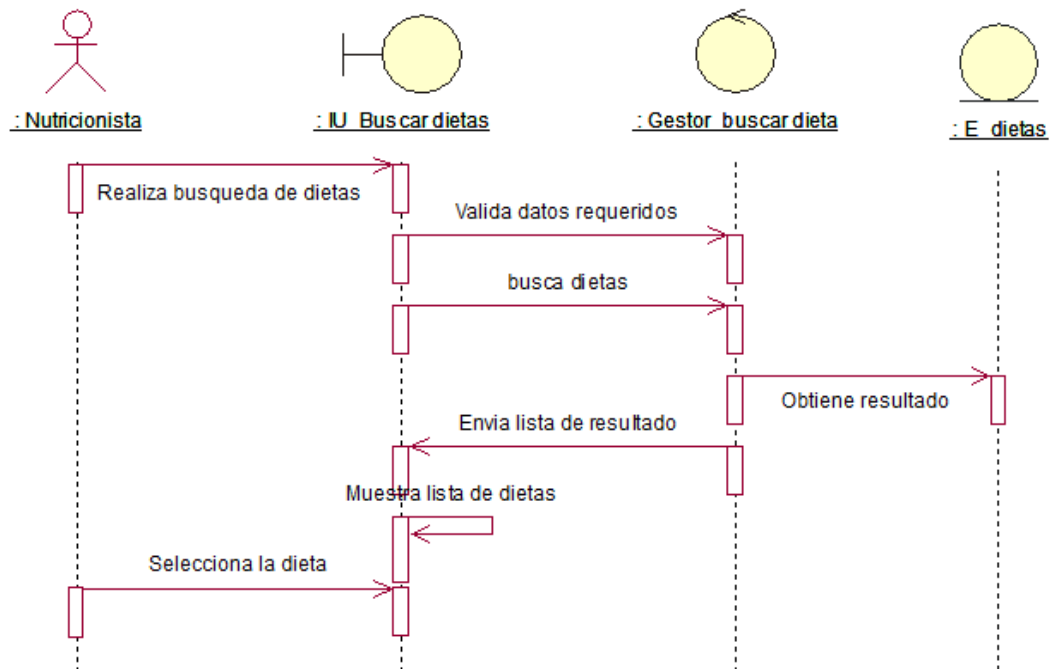 : Nutricionista
: IU_Buscar dietas
: Gestor_buscar dieta
: E_dietas
Realiza busqueda de dietas
Valida datos requeridos
busca dietas
Obtiene resultado
Envia lista de resultado
Muestra lista de dietas
Selecciona la dieta